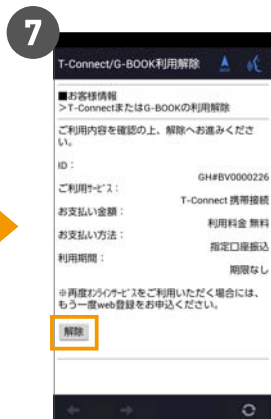 7
T-Connect/G-BOOK利用解除
■お客様情報
>T-ConnectまたはG-BOOKの利用解除
ご利用内容を確認の上、解除へお進みくださ
い。
ID：
GH#BV0000226
ご利用ｻｰﾋﾞｽ：
T-Connect 携帯接続
お支払い金額：
利用料金 無料
お支払い方法：
指定口座振込
利用期間：
期限なし
※再度ｵﾝﾗｲﾝｻｰﾋﾞｽをご利用いただく場合には、
もう一度web登録をお申込ください。
解除